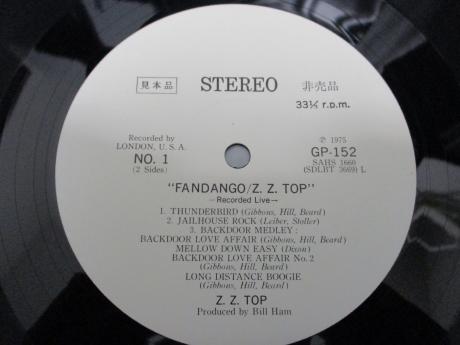 見本品 STEREO 非売品
33⅓ r.p.m.
Recorded by
LONDON, U.S.A.
NO. 1
(2 Sides)
℗ 1975
GP-152
SAHS 1660
(SDLBT 3669) L
"FANDANGO/Z. Z. TOP"
—Recorded Live—
1. THUNDERBIRD (Gibbons, Hill, Beard)
2. JAILHOUSE ROCK (Leiber, Stoller)
3. BACKDOOR MEDLEY:
BACKDOOR LOVE AFFAIR (Gibbons, Ham)
MELLOW DOWN EASY (Dixon)
BACKDOOR LOVE AFFAIR No. 2
(Gibbons, Hill, Beard)
LONG DISTANCE BOOGIE
(Gibbons, Hill, Beard)
Z. Z. TOP
Produced by Bill Ham